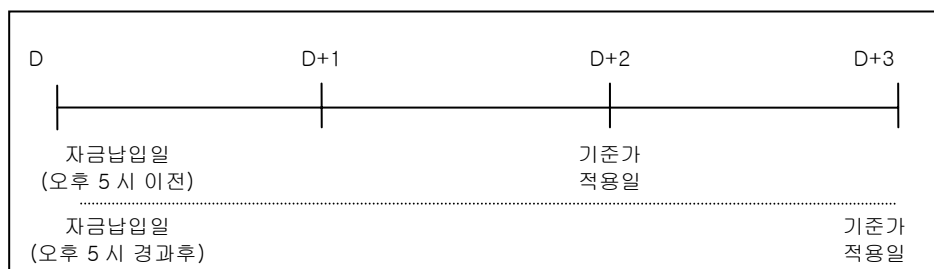 D D+1 D+2 D+3
자금납입일 기준가
(오후 5 시 이전) 적용일
자금납입일 기준가
(오후 5 시 경과후) 적용일